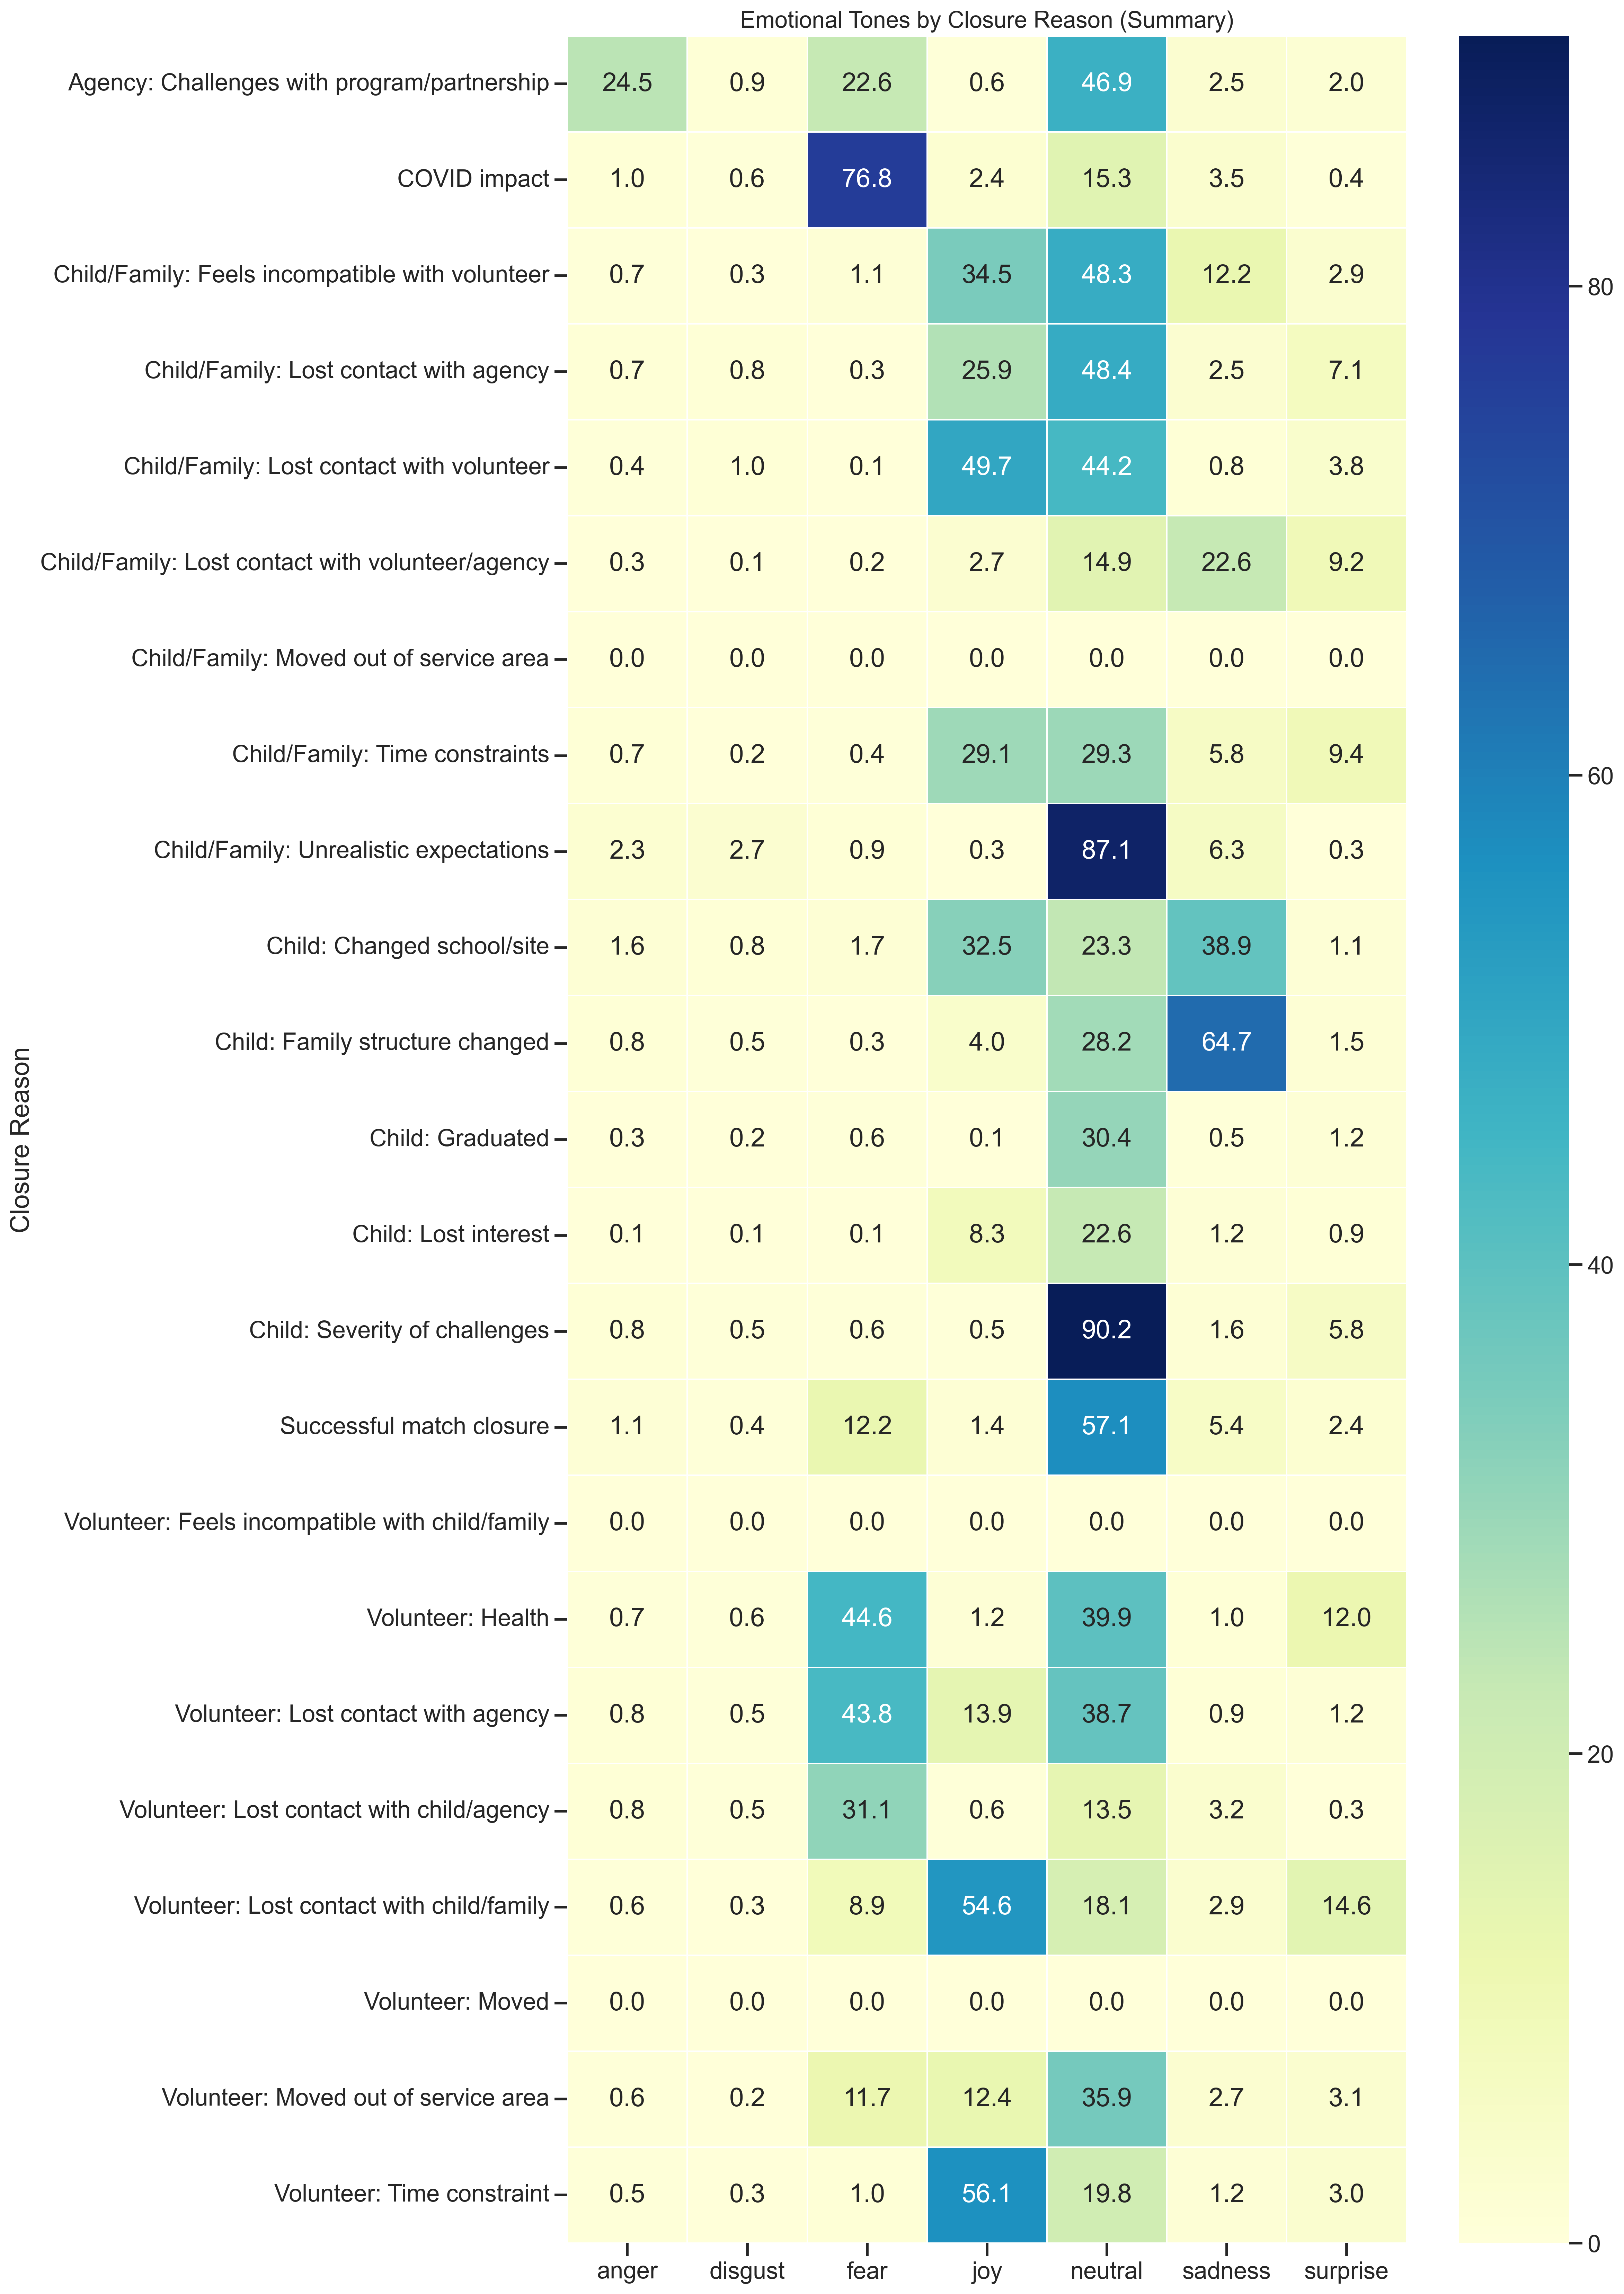 Emotional Tones by Closure Reason (Summary)
Agency: Challenges with program/partnership 24.5 0.9 22.6 0.6 46.9 2.5 2.0
COVID impact 1.0 0.6 76.8 2.4 15.3 3.5 0.4
Child/Family: Feels incompatible with volunteer 0.7 0.3 1.1 34.5 48.3 12.2 2.9
80
Child/Family: Lost contact with agency 0.7 0.8 0.3 25.9 48.4 2.5 7.1
Child/Family: Lost contact with volunteer 0.4 1.0 0.1 49.7 44.2 0.8 3.8
Child/Family: Lost contact with volunteer/agency 0.3 0.1 0.2 2.7 14.9 22.6 9.2
Child/Family: Moved out of service area 0.0 0.0 0.0 0.0 0.0 0.0 0.0
Child/Family: Time constraints 0.7 0.2 0.4 29.1 29.3 5.8 9.4
60
Child/Family: Unrealistic expectations 2.3 2.7 0.9 0.3 87.1 6.3 0.3
Child: Changed school/site 1.6 0.8 1.7 32.5 23.3 38.9 1.1
Child: Family structure changed 0.8 0.5 0.3 4.0 28.2 64.7 1.5
Closure Reason
Child: Graduated 0.3 0.2 0.6 0.1 30.4 0.5 1.2
Child: Lost interest 0.1 0.1 0.1 8.3 22.6 1.2 0.9
40
Child: Severity of challenges 0.8 0.5 0.6 0.5 90.2 1.6 5.8
Successful match closure 1.1 0.4 12.2 1.4 57.1 5.4 2.4
Volunteer: Feels incompatible with child/family 0.0 0.0 0.0 0.0 0.0 0.0 0.0
Volunteer: Health 0.7 0.6 44.6 1.2 39.9 1.0 12.0
Volunteer: Lost contact with agency 0.8 0.5 43.8 13.9 38.7 0.9 1.2
20
Volunteer: Lost contact with child/agency 0.8 0.5 31.1 0.6 13.5 3.2 0.3
Volunteer: Lost contact with child/family 0.6 0.3 8.9 54.6 18.1 2.9 14.6
Volunteer: Moved 0.0 0.0 0.0 0.0 0.0 0.0 0.0
Volunteer: Moved out of service area 0.6 0.2 11.7 12.4 35.9 2.7 3.1
Volunteer: Time constraint 0.5 0.3 1.0 56.1 19.8 1.2 3.0
0
anger disgust fear joy neutral sadness surprise